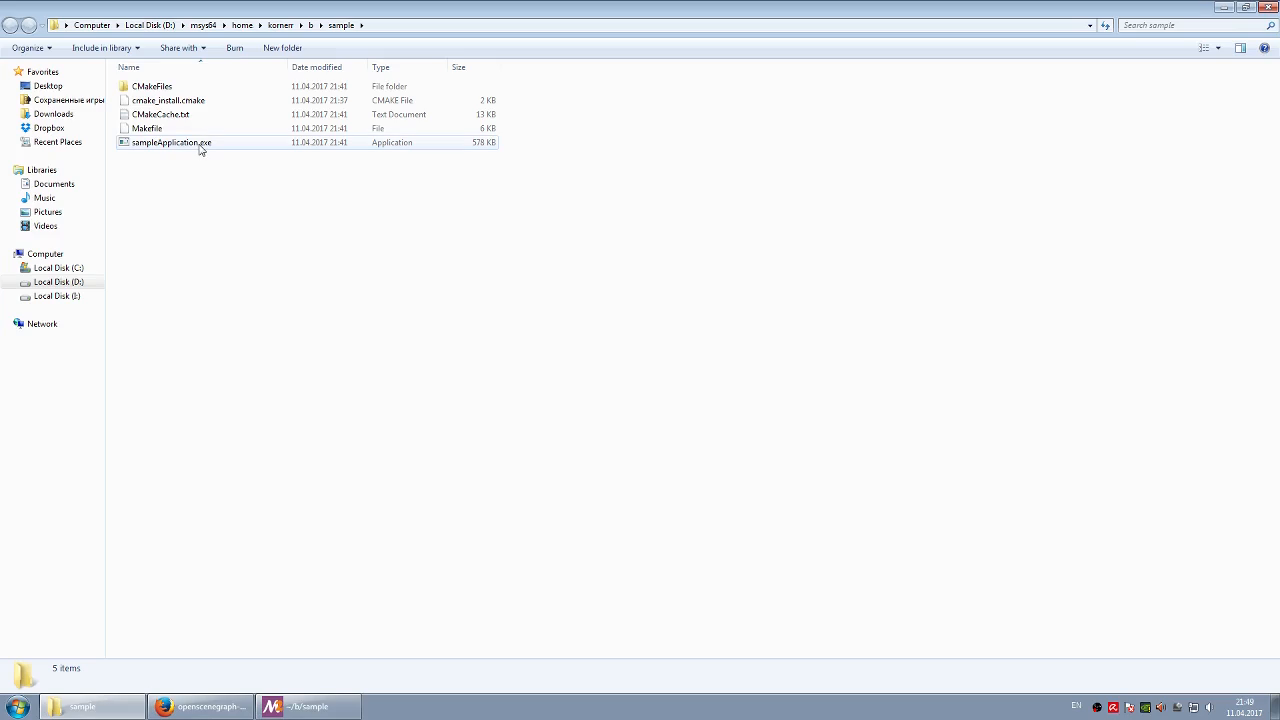 Computer Local Disk (D:) msys64 home kornerr b sample
Search sample
Organize Include in library Share with Burn New folder
Name Date modified Type Size
Favorites
Desktop
Сохраненные игры
Downloads
Dropbox
Recent Places
Libraries
Documents
Music
Pictures
Videos
Computer
Local Disk (C:)
Local Disk (D:)
Local Disk (I:)
Network
CMakeFiles 11.04.2017 21:41 File folder
cmake_install.cmake 11.04.2017 21:37 CMAKE File 2 KB
CMakeCache.txt 11.04.2017 21:41 Text Document 13 KB
Makefile 11.04.2017 21:41 File 6 KB
sampleApplication.exe 11.04.2017 21:41 Application 578 KB
5 items
sample
openscenegraph-...
~/b/sample
EN
21:49
11.04.2017